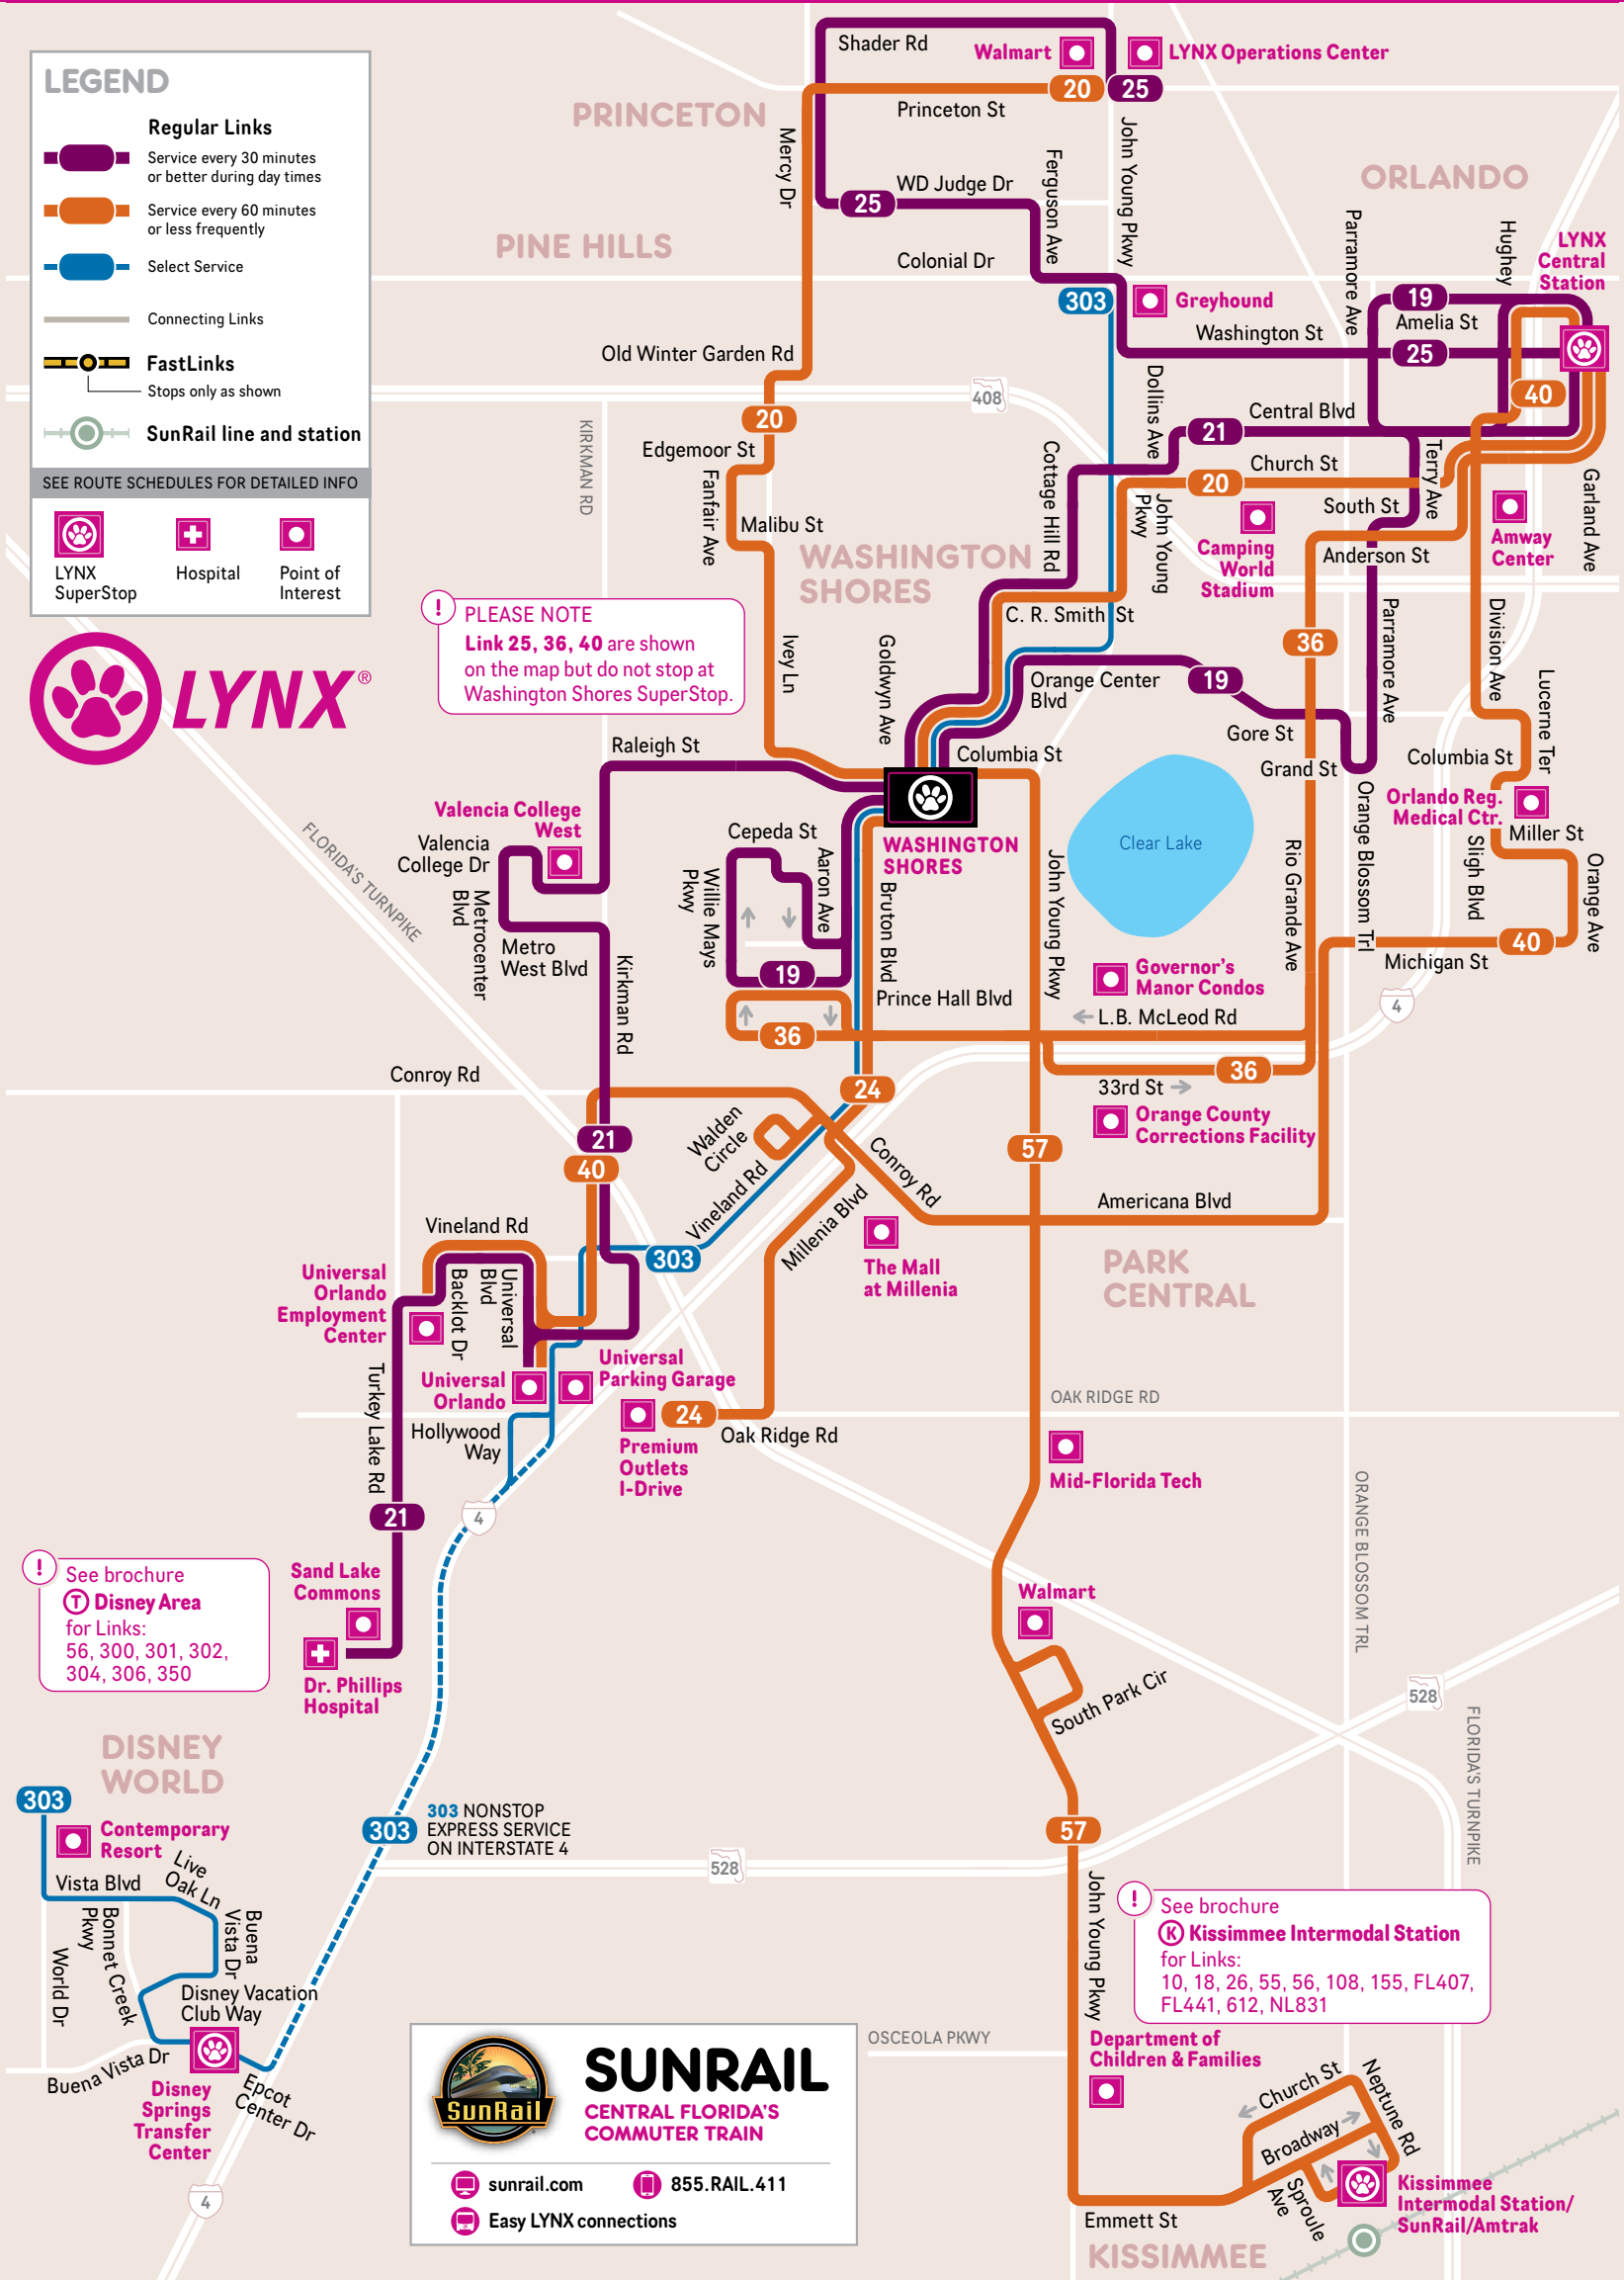 LEGEND
Regular Links
Service every 30 minutes
or better during day times
Service every 60 minutes
or less frequently
Select Service
Connecting Links
FastLinks
Stops only as shown
SunRail line and station
SEE ROUTE SCHEDULES FOR DETAILED INFO
LYNX
SuperStop
Hospital
Point of
Interest
LYNX®
Shader Rd
Walmart
LYNX Operations Center
20
25
Princeton St
PRINCETON
Mercy Dr
Ferguson Ave
John Young Pkwy
ORLANDO
WD Judge Dr
25
PINE HILLS
Colonial Dr
Parramore Ave
Hughey
LYNX
Central
Station
303
Greyhound
19
Amelia St
Washington St
25
Old Winter Garden Rd
408
Dollins Ave
40
20
Central Blvd
21
KIRKMAN RD
Edgemoor St
Fanfair Ave
Cottage Hill Rd
Church St
20
Terry Ave
Garland Ave
John Young
Pkwy
South St
Malibu St
Camping
World
Stadium
Amway
Center
Anderson St
WASHINGTON
SHORES
!
PLEASE NOTE
Link 25, 36, 40 are shown
on the map but do not stop at
Washington Shores SuperStop.
C. R. Smith St
Ivey Ln
Goldwyn Ave
36
Parramore Ave
Division Ave
Lucerne Ter
Orange Center
Blvd
19
Gore St
Raleigh St
Columbia St
Grand St
Columbia St
Valencia College
West
Valencia
College Dr
Cepeda St
WASHINGTON
SHORES
Clear Lake
Orlando Reg.
Medical Ctr.
Miller St
FLORIDA'S TURNPIKE
Metrocenter
Blvd
Willie Mays
Pkwy
Aaron Ave
Bruton Blvd
John Young Pkwy
Rio Grande Ave
Orange Blossom Trl
Sligh Blvd
Orange Ave
Metro
West Blvd
40
Michigan St
Kirkman Rd
19
Governor's
Manor Condos
Prince Hall Blvd
← L.B. McLeod Rd
4
36
36
Conroy Rd
24
33rd St →
Orange County
Corrections Facility
21
40
Walden
Circle
57
Conroy Rd
Vineland Rd
Millenia Blvd
Americana Blvd
Vineland Rd
303
The Mall
at Millenia
PARK
CENTRAL
Universal
Orlando
Employment
Center
Backlot Dr
Universal
Blvd
Universal
Parking Garage
Universal
Orlando
Turkey Lake Rd
Hollywood
Way
24
Premium
Outlets
I-Drive
Oak Ridge Rd
OAK RIDGE RD
Mid-Florida Tech
21
4
ORANGE BLOSSOM TRL
!
See brochure
T Disney Area
for Links:
56, 300, 301, 302,
304, 306, 350
Sand Lake
Commons
Dr. Phillips
Hospital
Walmart
South Park Cir
528
FLORIDA'S TURNPIKE
DISNEY
WORLD
303
Contemporary
Resort
303
303 NONSTOP
EXPRESS SERVICE
ON INTERSTATE 4
57
528
Vista Blvd
Live
Oak Ln
Bonnet Creek
Pkwy
World Dr
Buena
Vista Dr
Disney Vacation
Club Way
Buena Vista Dr
Disney
Springs
Transfer
Center
Epcot
Center Dr
4
John Young Pkwy
!
See brochure
K Kissimmee Intermodal Station
for Links:
10, 18, 26, 55, 56, 108, 155, FL407,
FL441, 612, NL831
SunRail
SUNRAIL
CENTRAL FLORIDA'S
COMMUTER TRAIN
sunrail.com
855.RAIL.411
Easy LYNX connections
OSCEOLA PKWY
Department of
Children & Families
Church St
Neptune Rd
Broadway
Sproule
Ave
Kissimmee
Intermodal Station/
SunRail/Amtrak
Emmett St
KISSIMMEE